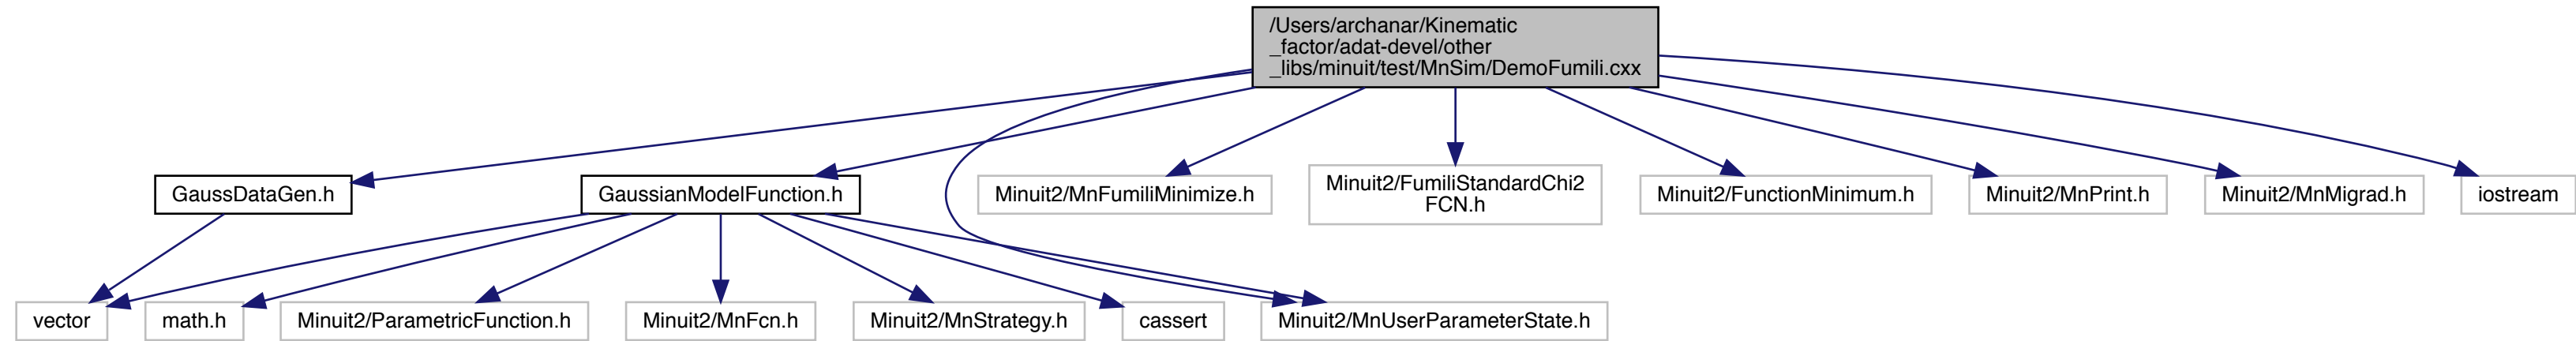 /Users/archanar/Kinematic
_factor/adat-devel/other
_libs/minuit/test/MnSim/DemoFumili.cxx
GaussDataGen.h
GaussianModelFunction.h
Minuit2/MnFumiliMinimize.h
Minuit2/FumiliStandardChi2
FCN.h
Minuit2/FunctionMinimum.h
Minuit2/MnPrint.h
Minuit2/MnMigrad.h
iostream
vector
math.h
Minuit2/ParametricFunction.h
Minuit2/MnFcn.h
Minuit2/MnStrategy.h
cassert
Minuit2/MnUserParameterState.h